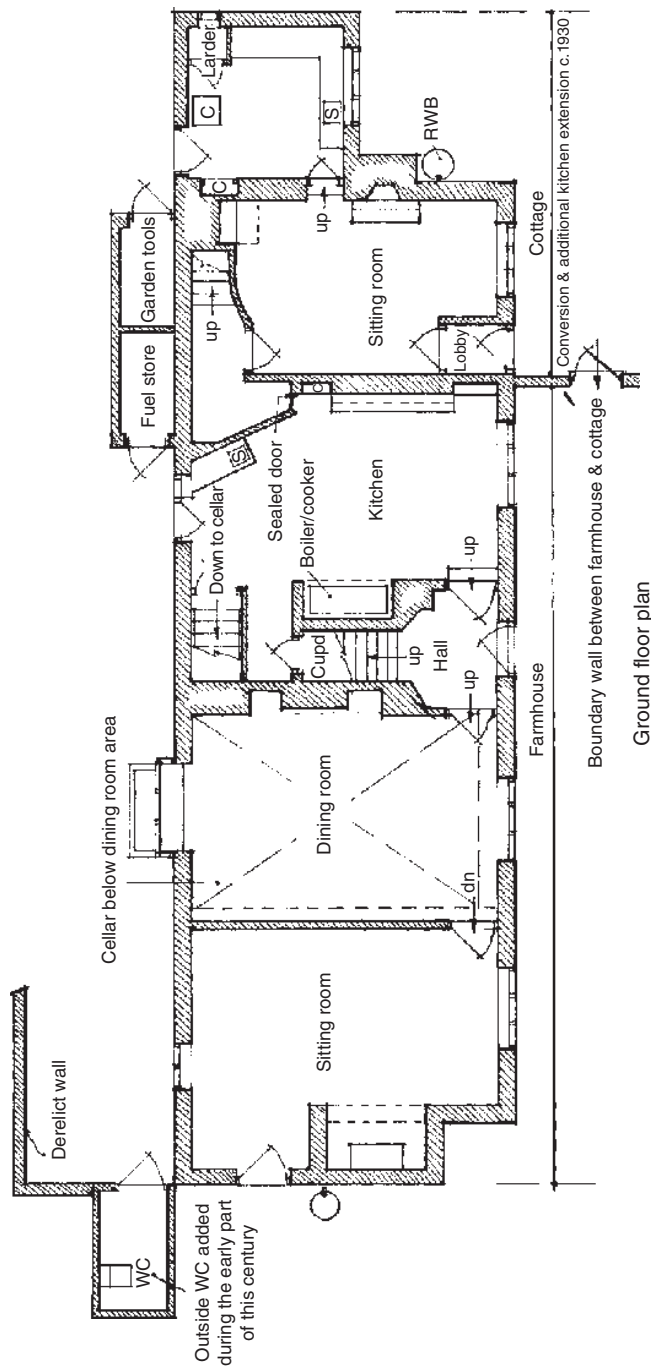 Derelict wall
WC
Outside WC added
during the early part
of this century
Cellar below dining room area
Fuel store
Garden tools
Larder
C
C
S
RWB
up
up
Sitting room
Lobby
Cottage
Conversion & additional kitchen extension c.1930
Down to cellar
S
Sealed door
C
Boiler/cooker
Kitchen
up
Cupd
up
Hall
up
Dining room
dn
Sitting room
Farmhouse
Boundary wall between farmhouse & cottage
Ground floor plan